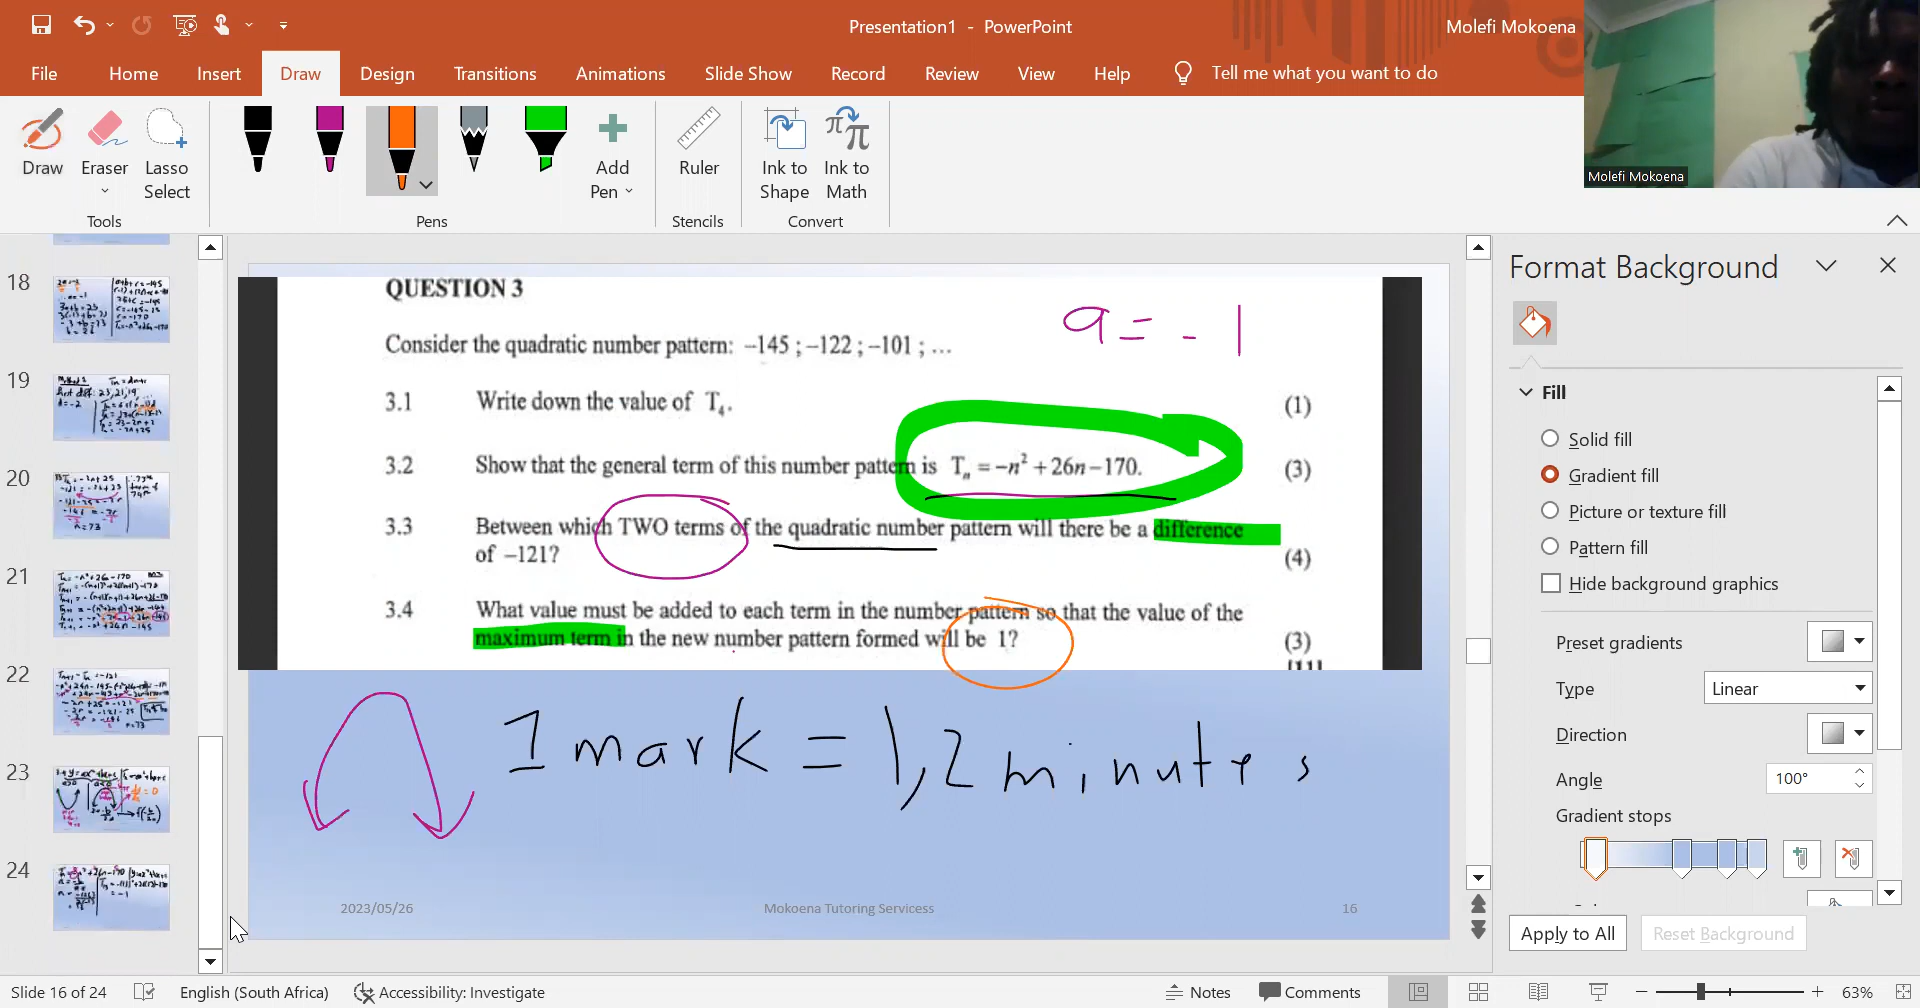 Presentation1 - PowerPoint
Molefi Mokoena
File Home Insert Draw Design Transitions Animations Slide Show Record Review View Help Tell me what you want to do
Draw Eraser Lasso Select
Add Pen
Ruler
Ink to Shape Ink to Math
Tools Pens Stencils Convert
Molefi Mokoena
18
19
20
21
22
23
24
QUESTION 3
a = -1
Consider the quadratic number pattern: −145 ; −122 ; −101 ; ...
3.1 Write down the value of T₄. (1)
3.2 Show that the general term of this number pattern is Tₙ = −n² + 26n − 170. (3)
3.3 Between which TWO terms of the quadratic number pattern will there be a difference
of −121? (4)
3.4 What value must be added to each term in the number pattern so that the value of the
maximum term in the new number pattern formed will be 1? (3)
[11]
1 mark = 1,2 minutes
2023/05/26 Mokoena Tutoring Servicess 16
Format Background
Fill
Solid fill
Gradient fill
Picture or texture fill
Pattern fill
Hide background graphics
Preset gradients
Type Linear
Direction
Angle 100°
Gradient stops
Apply to All Reset Background
Slide 16 of 24 English (South Africa) Accessibility: Investigate Notes Comments 63%